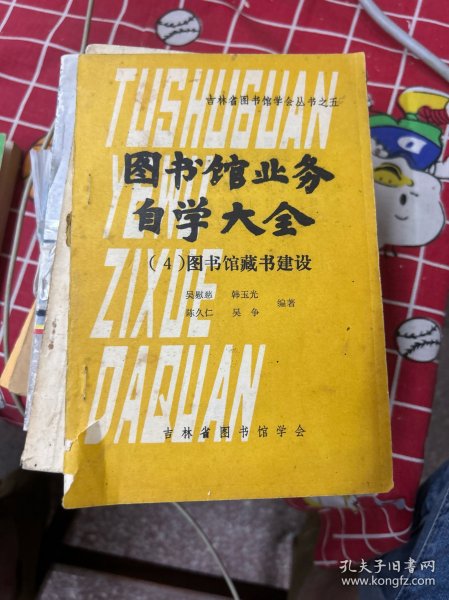 吉林省图书馆学会丛书之五
TUSHUGUAN
图书馆业务
自学大全
(4)图书馆藏书建设
ZIXUE
吴慰慈 韩玉光
陈久仁 吴争 编著
DAQUAN
吉林省图书馆学会
孔夫子旧书网
www.kongfz.com